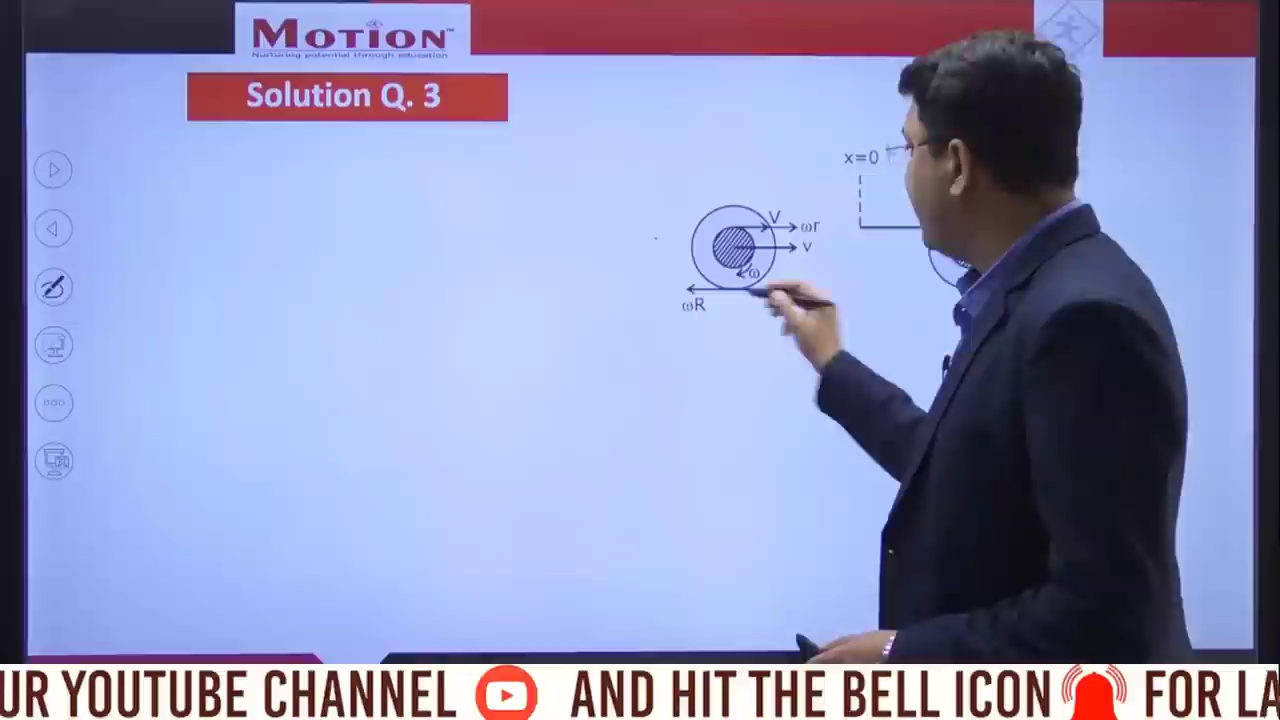 MOTION™
Nurturing potential through education
Solution Q. 3
x=0
V
ωr
v
ω
ωR
UR YOUTUBE CHANNEL AND HIT THE BELL ICON FOR LA